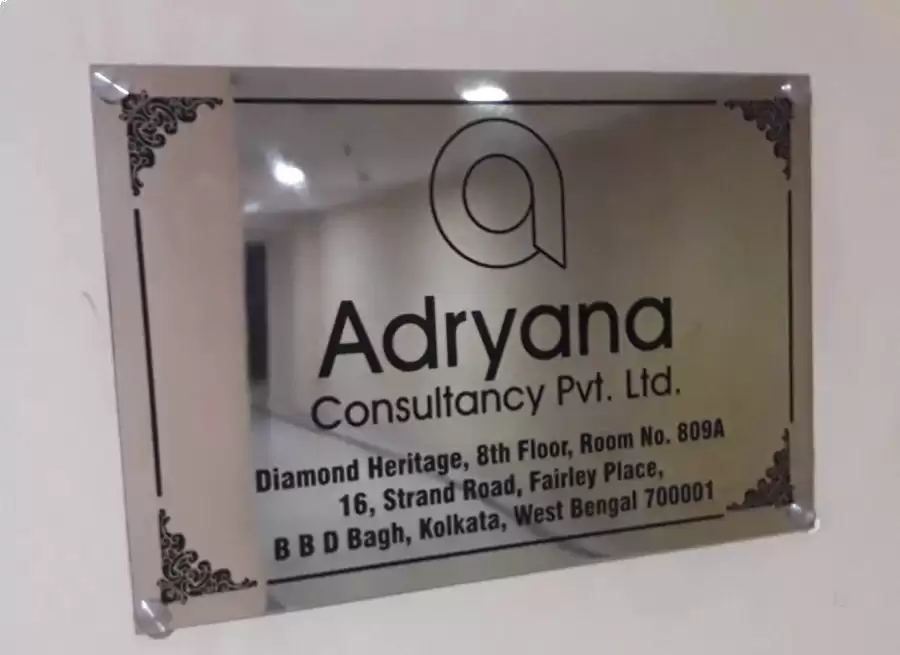 Adryana
Consultancy Pvt. Ltd.
Diamond Heritage, 8th Floor, Room No. 809A
16, Strand Road, Fairley Place,
B B D Bagh, Kolkata, West Bengal 700001